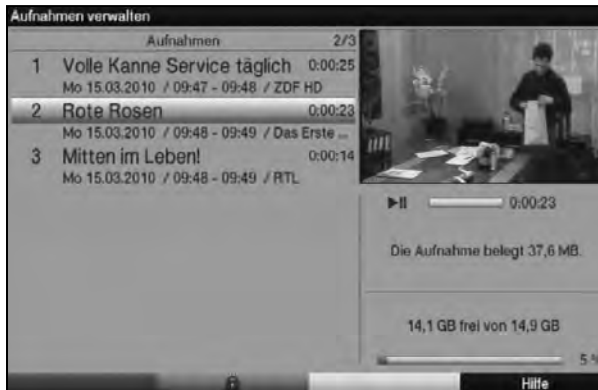 Aufnahmen verwalten
Aufnahmen 2/3
1 Volle Kanne Service täglich 0:00:25
Mo 15.03.2010 / 09:47 - 09:48 / ZDF HD
2 Rote Rosen 0:00:23
Mo 15.03.2010 / 09:48 - 09:49 / Das Erste ...
3 Mitten im Leben! 0:00:14
Mo 15.03.2010 / 09:48 - 09:49 / RTL
0:00:23
Die Aufnahme belegt 37,6 MB.
14,1 GB frei von 14,9 GB
5 %
Hilfe